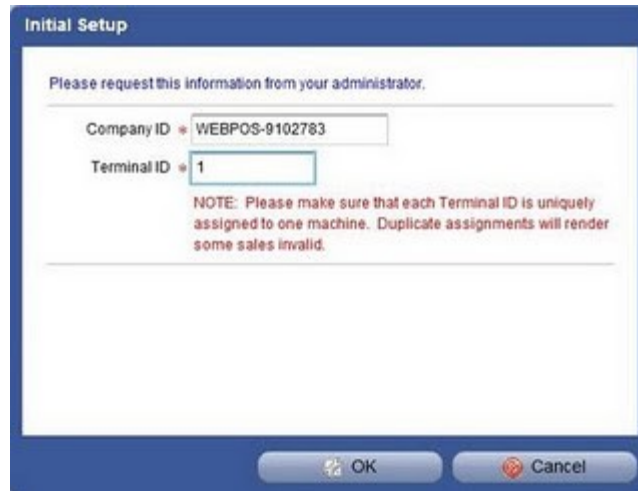 Initial Setup
Please request this information from your administrator.
Company ID * WEBPOS-9102783
Terminal ID * 1
NOTE: Please make sure that each Terminal ID is uniquely
assigned to one machine. Duplicate assignments will render
some sales invalid.
OK
Cancel